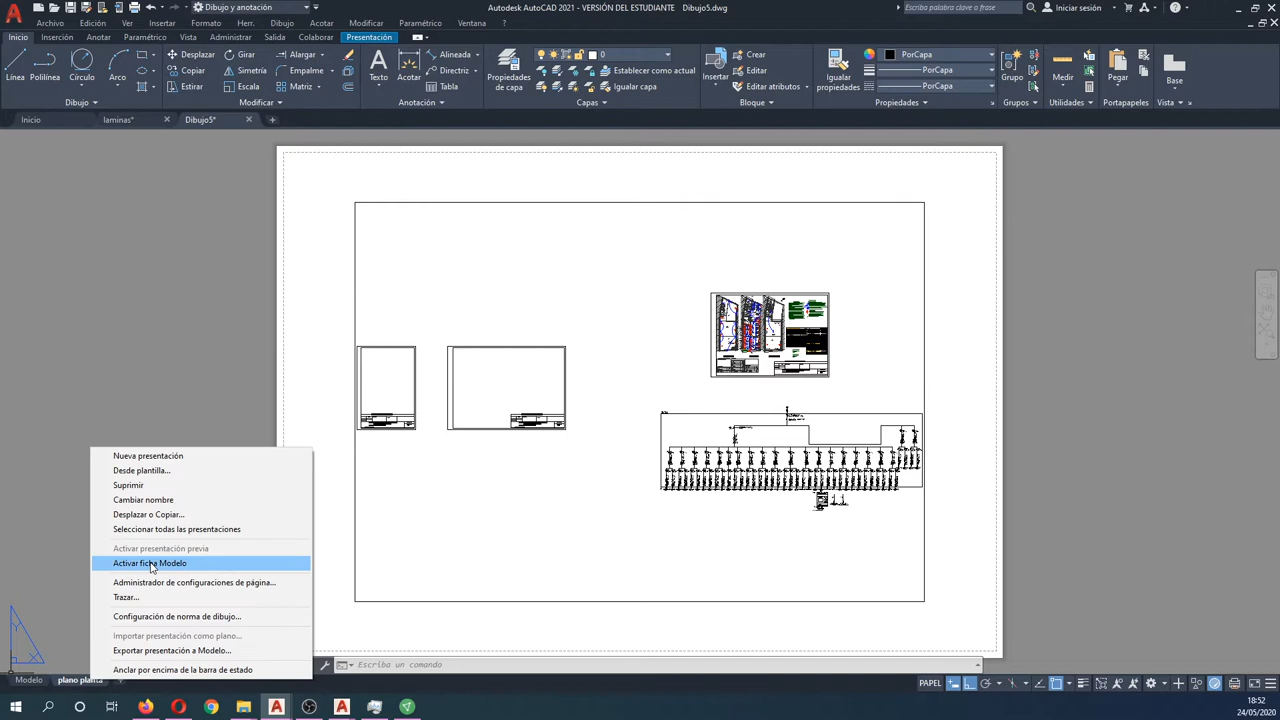 Dibujo y anotación
Autodesk AutoCAD 2021 - VERSIÓN DEL ESTUDIANTE Dibujo5.dwg
Escriba palabra clave o frase
Iniciar sesión
Archivo Edición Ver Insertar Formato Herr. Dibujo Acotar Modificar Paramétrico Ventana
Inicio Inserción Anotar Paramétrico Vista Administrar Salida Colaborar Presentación
Línea Polilínea Círculo Arco
Desplazar Girar Alargar
Copiar Simetría Empalme
Estirar Escala Matriz
Texto Acotar
Alineada
Directriz
Tabla
Propiedades de capa
0
Establecer como actual
Igualar capa
Insertar
Crear
Editar
Editar atributos
Igualar propiedades
PorCapa
PorCapa
PorCapa
Grupo Medir Pegar Base
Dibujo Modificar Anotación Capas Bloque Propiedades Grupos Utilidades Portapapeles Vista
Inicio laminas* Dibujo5*
Nueva presentación
Desde plantilla...
Suprimir
Cambiar nombre
Desplazar o Copiar...
Seleccionar todas las presentaciones
Activar presentación previa
Activar ficha Modelo
Administrador de configuraciones de página...
Trazar...
Configuración de norma de dibujo...
Importar presentación como plano...
Exportar presentación a Modelo...
Anclar por encima de la barra de estado
Y
X
Escriba un comando
Modelo plano planta
PAPEL
18:52
24/05/2020